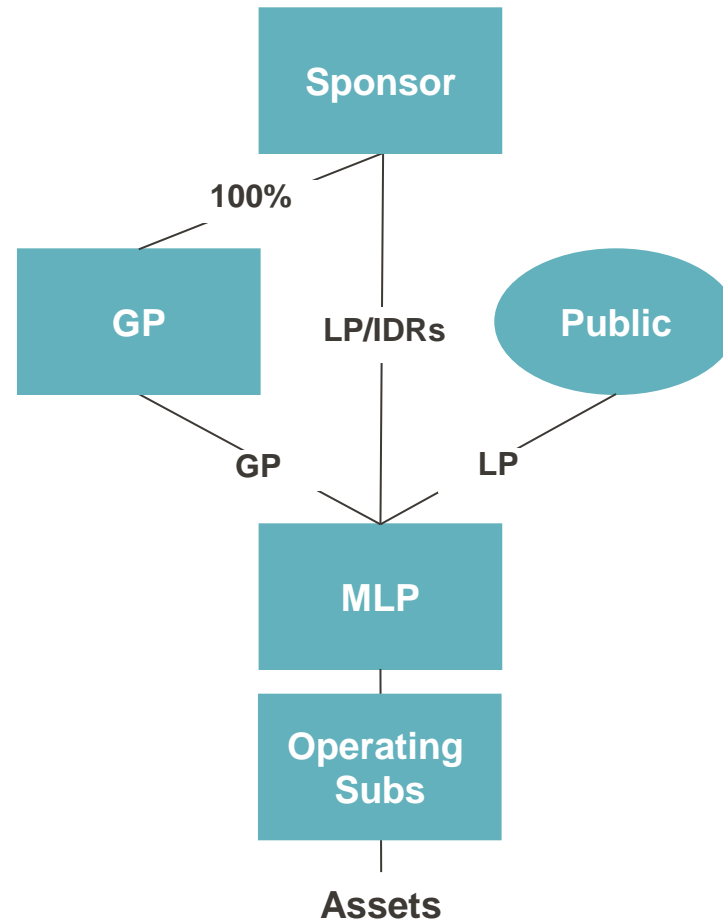 Sponsor
100%
GP
LP/IDRs
Public
GP
LP
MLP
Operating
Subs
Assets